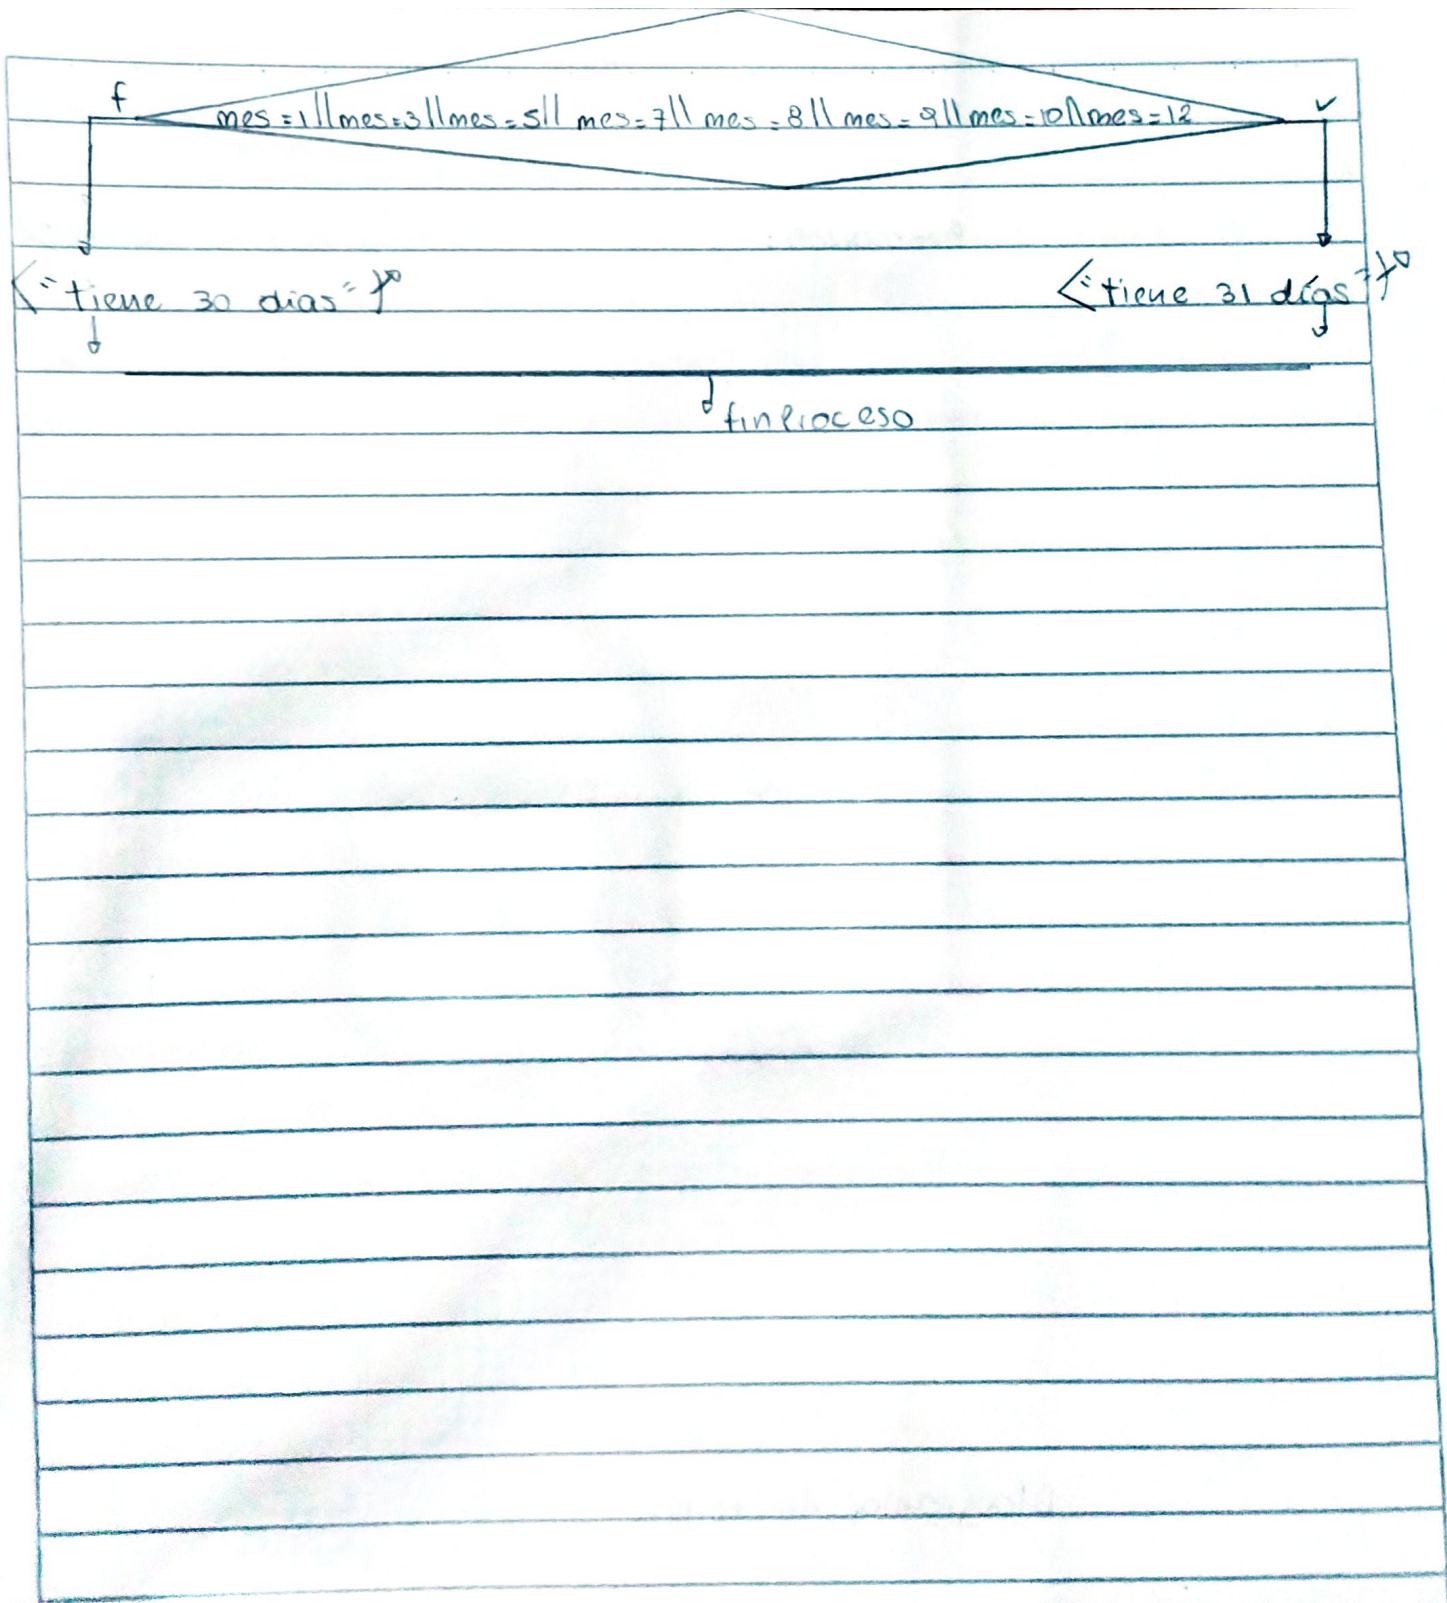 f mes=1||mes=3||mes=5|| mes=7|| mes=8|| mes=9||mes=10||mes=12 v
"tiene 30 dias" "tiene 31 días"
finproceso